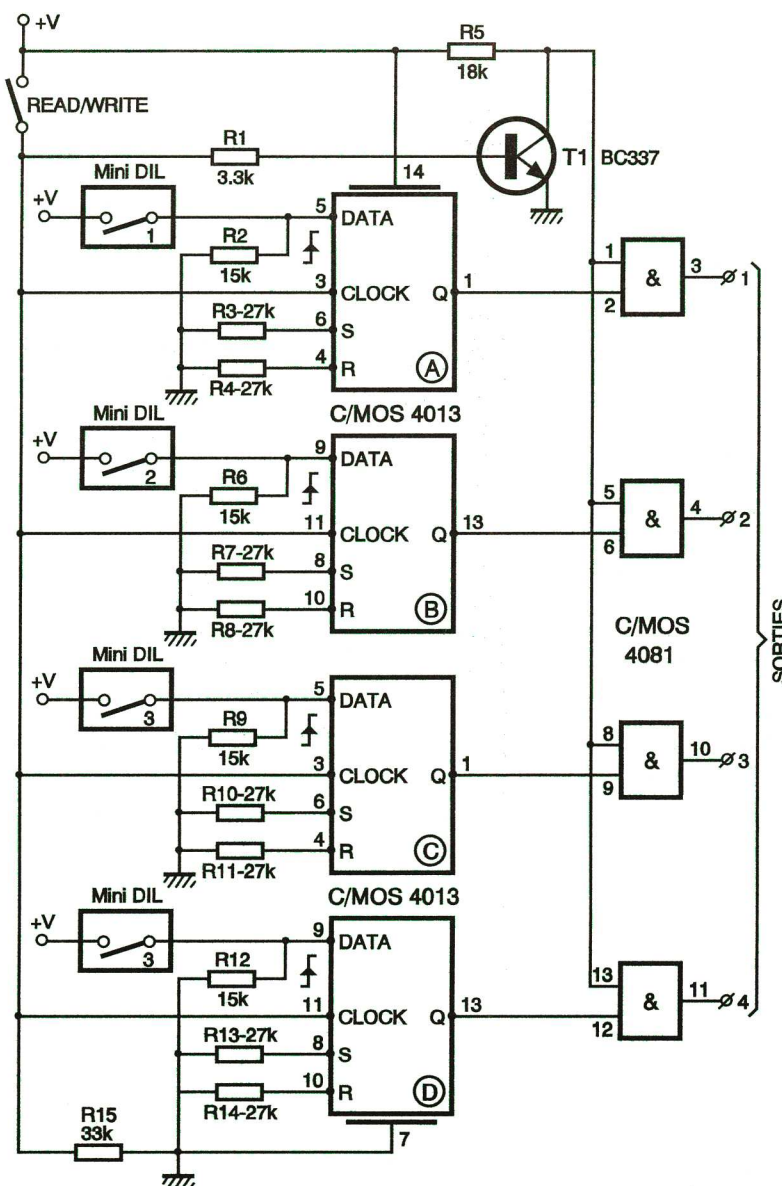 +V
R5
18k
READ/WRITE
R1
3.3k
T1 BC337
14
Mini DIL
+V
1
5 DATA
R2
15k
3 CLOCK Q 1
R3-27k
6 S
4 R
R4-27k
A
1
2
&
3
1
C/MOS 4013
Mini DIL
+V
2
9 DATA
R6
15k
11 CLOCK Q 13
R7-27k
8 S
10 R
R8-27k
B
5
6
&
4
2
C/MOS
4081
SORTIES
Mini DIL
+V
3
5 DATA
R9
15k
3 CLOCK Q 1
R10-27k
6 S
4 R
R11-27k
C
8
9
&
10
3
C/MOS 4013
Mini DIL
+V
3
9 DATA
R12
15k
11 CLOCK Q 13
R13-27k
8 S
10 R
R14-27k
D
13
12
&
11
4
R15
33k
7